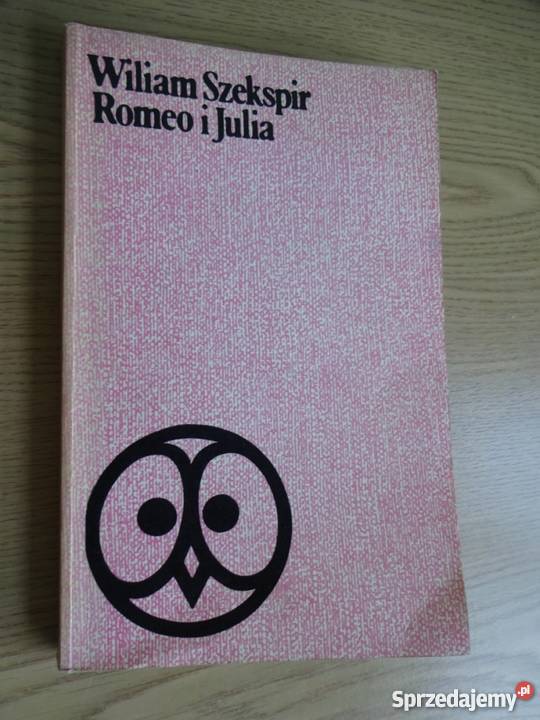 Wiliam Szekspir
Romeo i Julia
Sprzedajemy.pl